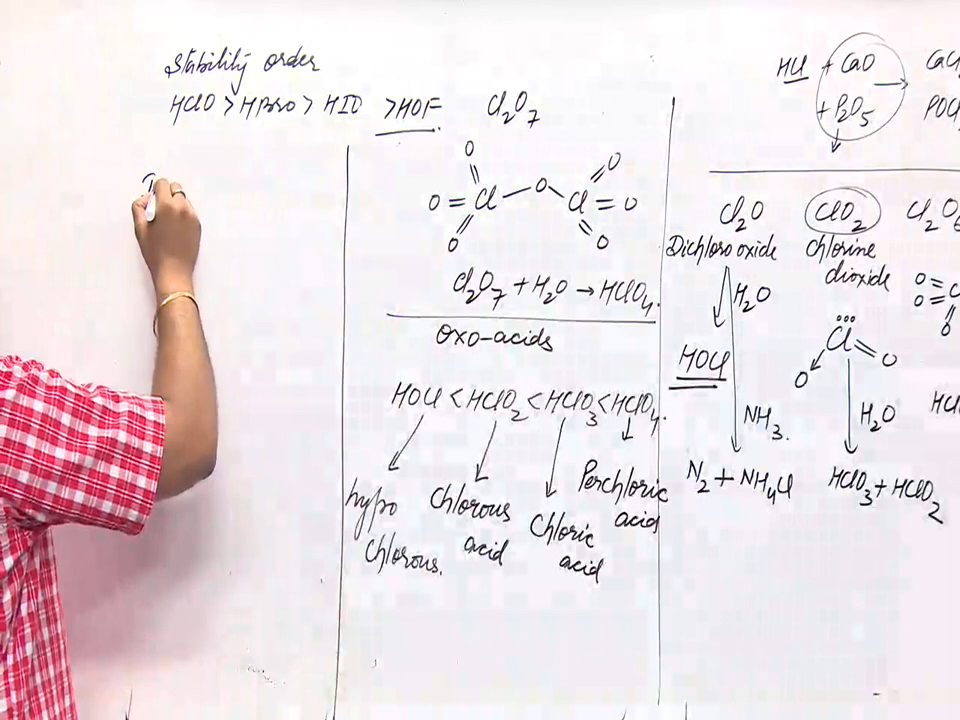 Stability order
HClO > HBrO > HIO > HOF
Cl2O7
O O
O = Cl — O — Cl = O
O O
Cl2O7 + H2O → HClO4.
Oxo-acids
HOCl < HClO2 < HClO3 < HClO4.
hypo Chlorous.
Chlorous acid
Chloric acid
Perchloric acid
HCl + CaO →
+ P2O5
Cl2O
Dichloro oxide
H2O
HOCl
NH3.
N2 + NH4Cl
ClO2
Chlorine dioxide
Cl = O
O
H2O
HClO3 + HClO2
Cl2O6
O =
O =
O